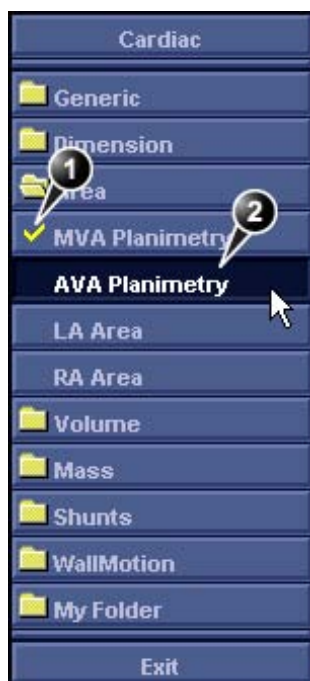 Cardiac
Generic
Dimension
Area
1
MVA Planimetry
2
AVA Planimetry
LA Area
RA Area
Volume
Mass
Shunts
WallMotion
My Folder
Exit